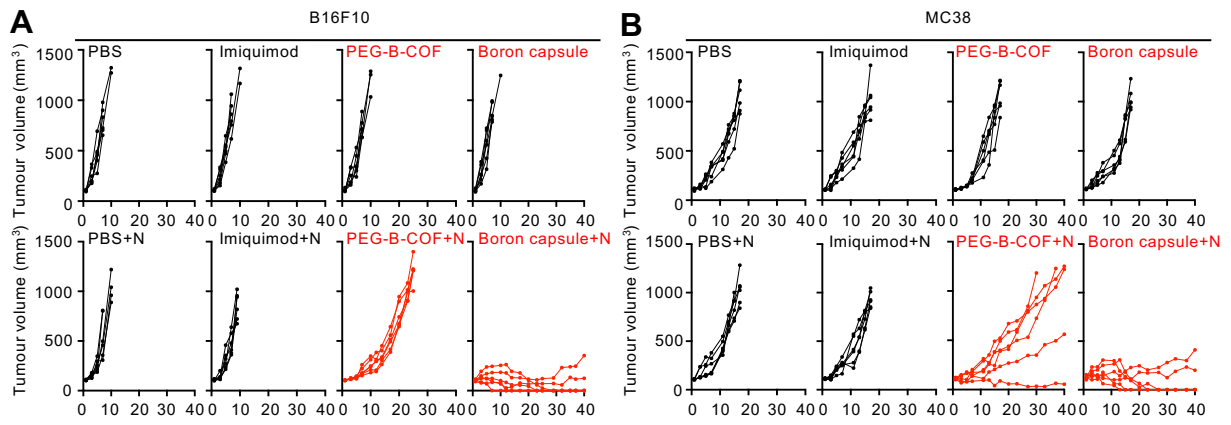 A B16F10 B MC38
PBS Imiquimod PEG-B-COF Boron capsule PBS Imiquimod PEG-B-COF Boron capsule
Tumour volume (mm³) Tumour volume (mm³)
1500 1500
1000 1000
500 500
0 0
0 10 20 30 40 0 10 20 30 40 0 10 20 30 40 0 10 20 30 40 0 10 20 30 40 0 10 20 30 40 0 10 20 30 40 0 10 20 30 40
PBS+N Imiquimod+N PEG-B-COF+N Boron capsule+N PBS+N Imiquimod+N PEG-B-COF+N Boron capsule+N
Tumour volume (mm³) Tumour volume (mm³)
1500 1500
1000 1000
500 500
0 0
0 10 20 30 40 0 10 20 30 40 0 10 20 30 40 0 10 20 30 40 0 10 20 30 40 0 10 20 30 40 0 10 20 30 40 0 10 20 30 40